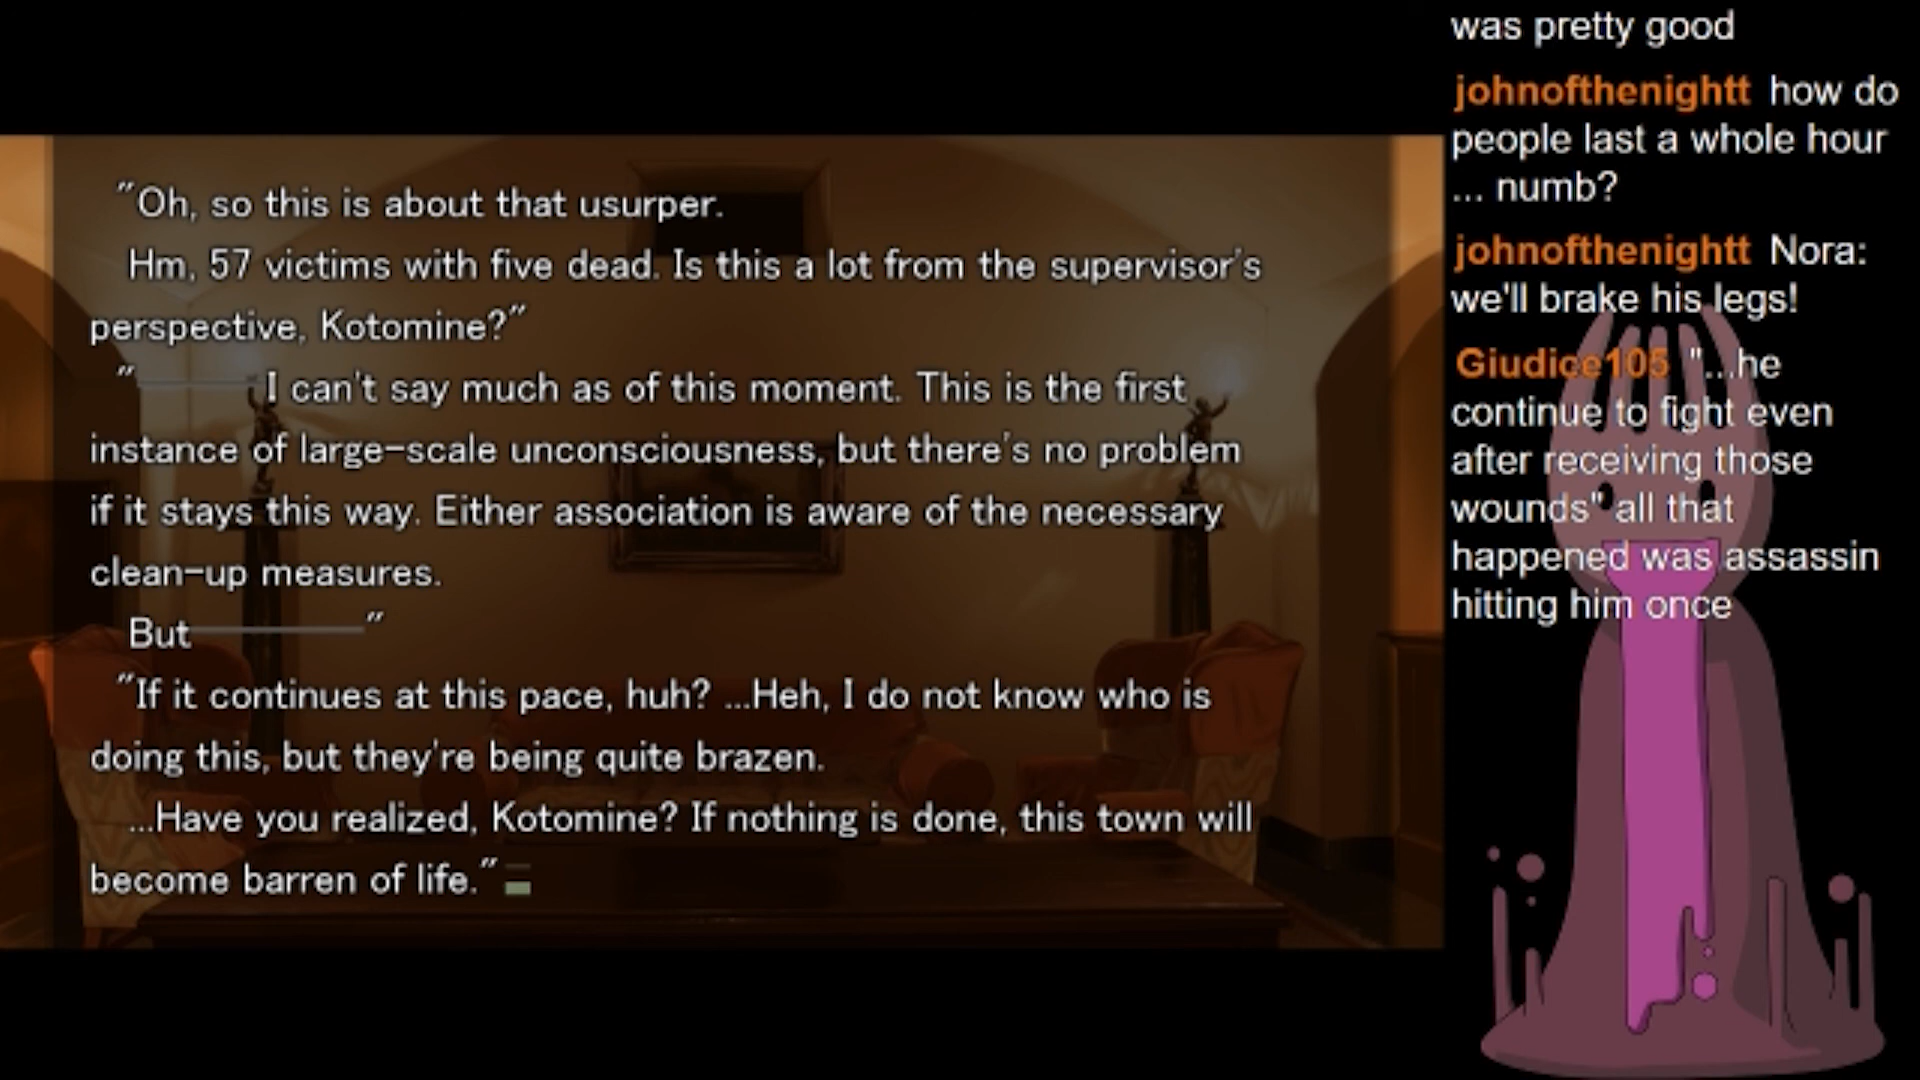 "Oh, so this is about that usurper.
Hm, 57 victims with five dead. Is this a lot from the supervisor's
perspective, Kotomine?"
"―――I can't say much as of this moment. This is the first
instance of large-scale unconsciousness, but there's no problem
if it stays this way. Either association is aware of the necessary
clean-up measures.
But――――"
"If it continues at this pace, huh? ...Heh, I do not know who is
doing this, but they're being quite brazen.
...Have you realized, Kotomine? If nothing is done, this town will
become barren of life."
was pretty good
johnofthenightt how do
people last a whole hour
... numb?
johnofthenightt Nora:
we'll brake his legs!
Giudice105 "...he
continue to fight even
after receiving those
wounds" all that
happened was assassin
hitting him once